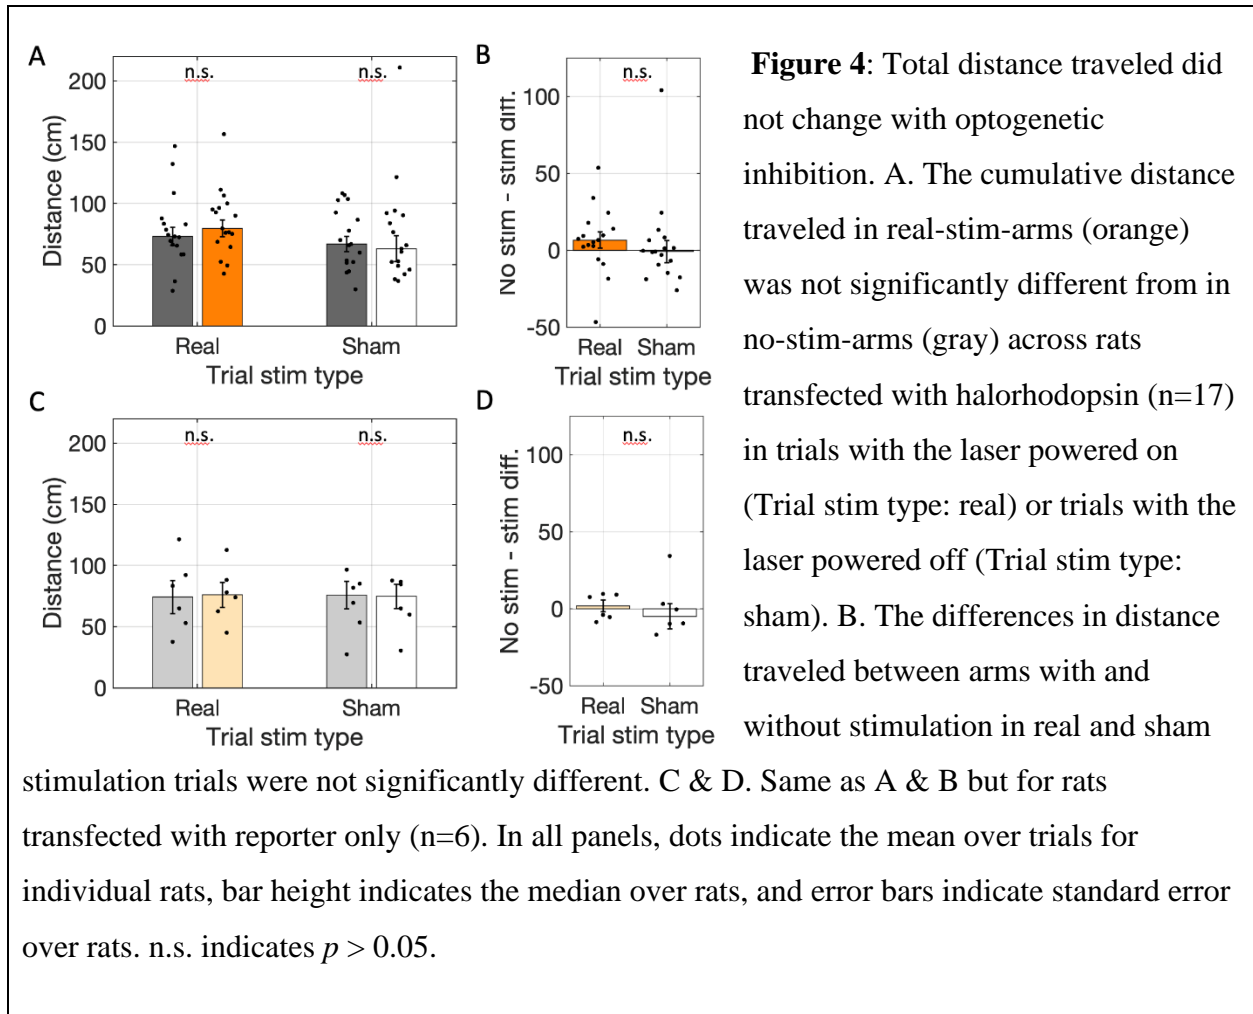 A
n.s.
n.s.
200
150
100
50
0
Distance (cm)
Real
Sham
Trial stim type
B
n.s.
100
50
0
-50
No stim - stim diff.
Real
Sham
Trial stim type
C
n.s.
n.s.
200
150
100
50
0
Distance (cm)
Real
Sham
Trial stim type
D
n.s.
100
50
0
-50
No stim - stim diff.
Real
Sham
Trial stim type
Figure 4: Total distance traveled did
not change with optogenetic
inhibition. A. The cumulative distance
traveled in real-stim-arms (orange)
was not significantly different from in
no-stim-arms (gray) across rats
transfected with halorhodopsin (n=17)
in trials with the laser powered on
(Trial stim type: real) or trials with the
laser powered off (Trial stim type:
sham). B. The differences in distance
traveled between arms with and
without stimulation in real and sham
stimulation trials were not significantly different. C & D. Same as A & B but for rats
transfected with reporter only (n=6). In all panels, dots indicate the mean over trials for
individual rats, bar height indicates the median over rats, and error bars indicate standard error
over rats. n.s. indicates p > 0.05.